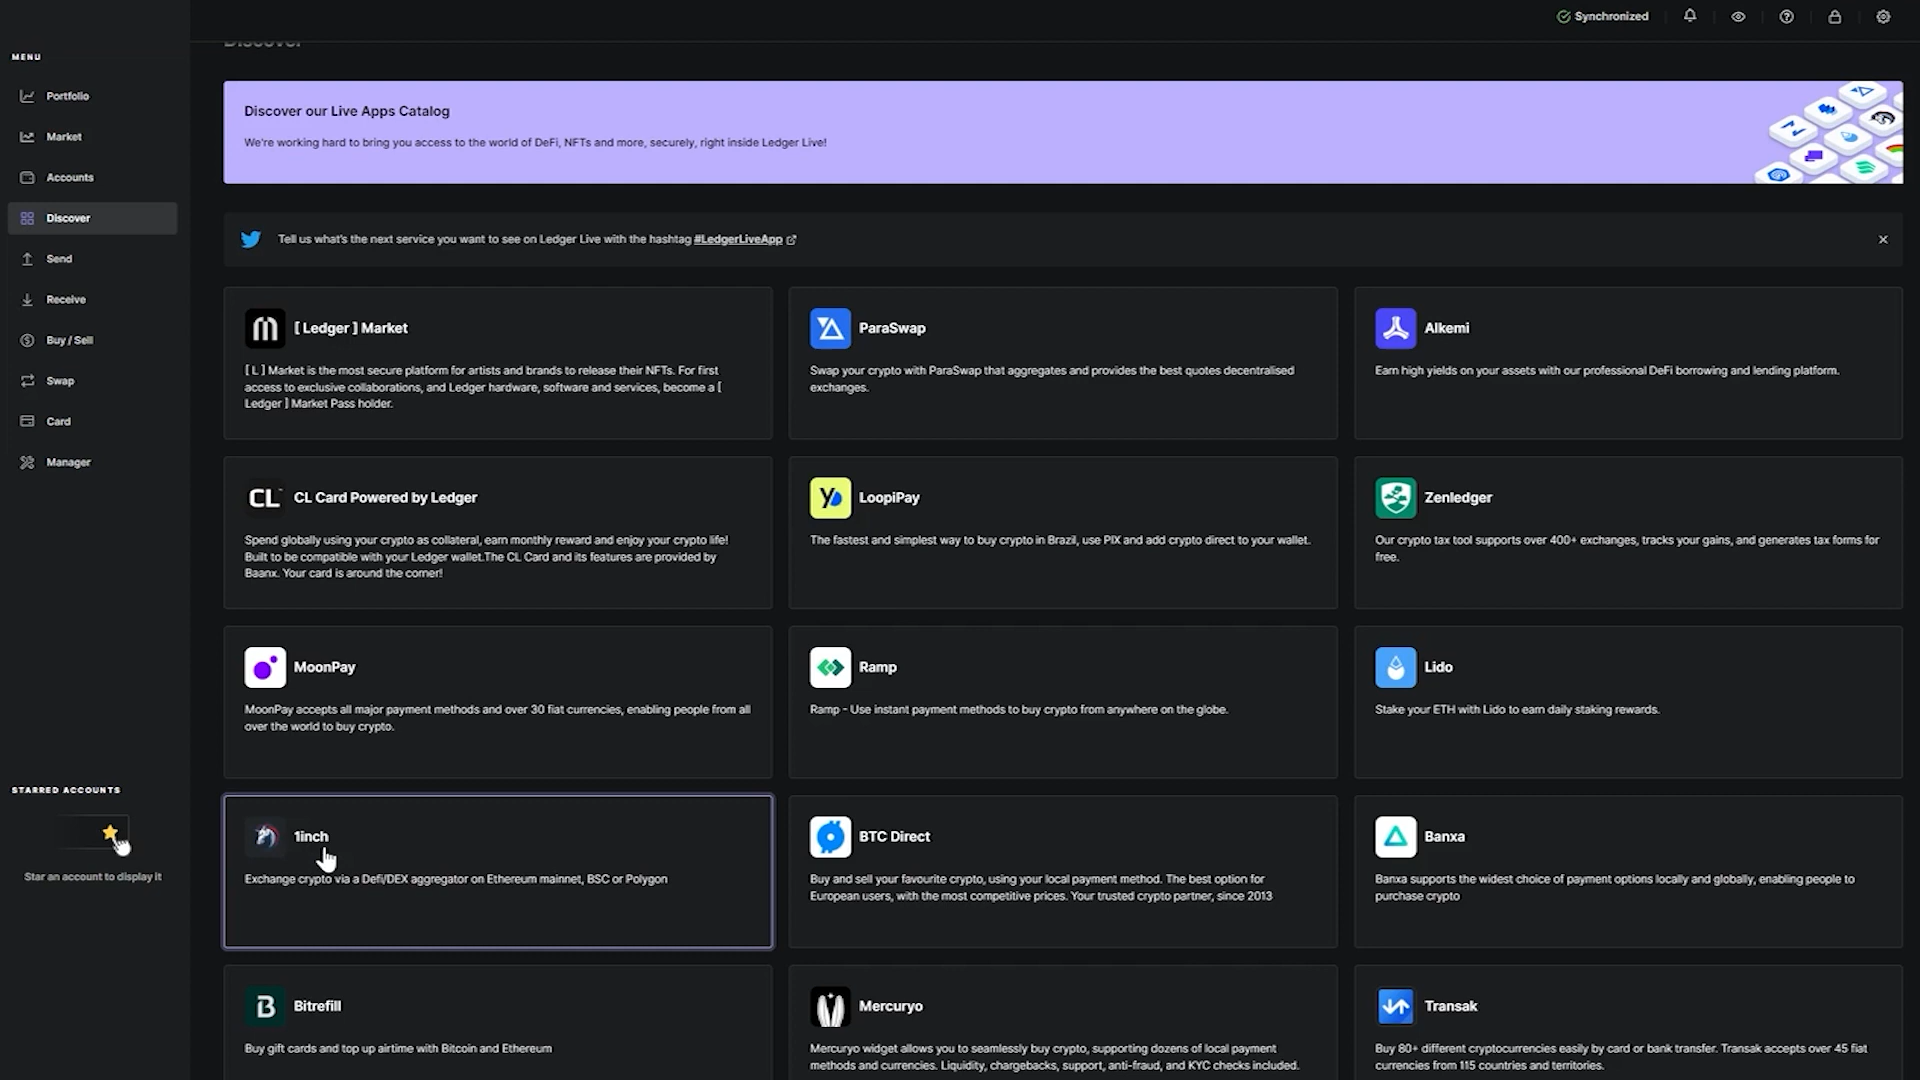 Synchronized
Discover
MENU
Portfolio
Market
Accounts
Discover
Send
Receive
Buy / Sell
Swap
Card
Manager
STARRED ACCOUNTS
Star an account to display it
Discover our Live Apps Catalog
We're working hard to bring you access to the world of DeFi, NFTs and more, securely, right inside Ledger Live!
Tell us what's the next service you want to see on Ledger Live with the hashtag #LedgerLiveApp
[ Ledger ] Market
[ L ] Market is the most secure platform for artists and brands to release their NFTs. For first
access to exclusive collaborations, and Ledger hardware, software and services, become a [
Ledger ] Market Pass holder.
ParaSwap
Swap your crypto with ParaSwap that aggregates and provides the best quotes decentralised
exchanges.
Alkemi
Earn high yields on your assets with our professional DeFi borrowing and lending platform.
CL
CL Card Powered by Ledger
Spend globally using your crypto as collateral, earn monthly reward and enjoy your crypto life!
Built to be compatible with your Ledger wallet.The CL Card and its features are provided by
Baanx. Your card is around the corner!
LoopiPay
The fastest and simplest way to buy crypto in Brazil, use PIX and add crypto direct to your wallet.
Zenledger
Our crypto tax tool supports over 400+ exchanges, tracks your gains, and generates tax forms for
free.
MoonPay
MoonPay accepts all major payment methods and over 30 fiat currencies, enabling people from all
over the world to buy crypto.
Ramp
Ramp - Use instant payment methods to buy crypto from anywhere on the globe.
Lido
Stake your ETH with Lido to earn daily staking rewards.
1inch
Exchange crypto via a Defi/DEX aggregator on Ethereum mainnet, BSC or Polygon
BTC Direct
Buy and sell your favourite crypto, using your local payment method. The best option for
European users, with the most competitive prices. Your trusted crypto partner, since 2013
Banxa
Banxa supports the widest choice of payment options locally and globally, enabling people to
purchase crypto
B
Bitrefill
Buy gift cards and top up airtime with Bitcoin and Ethereum
Mercuryo
Mercuryo widget allows you to seamlessly buy crypto, supporting dozens of local payment
methods and currencies. Liquidity, chargebacks, support, anti-fraud, and KYC checks included.
Transak
Buy 80+ different cryptocurrencies easily by card or bank transfer. Transak accepts over 45 fiat
currencies from 115 countries and territories.